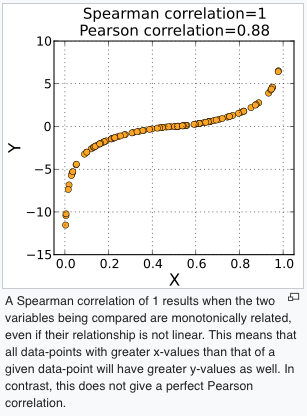 Spearman correlation=1
Pearson correlation=0.88
10
5
0
−5
−10
−15
Y
0.0 0.2 0.4 0.6 0.8 1.0
X
A Spearman correlation of 1 results when the two
variables being compared are monotonically related,
even if their relationship is not linear. This means that
all data-points with greater x-values than that of a
given data-point will have greater y-values as well. In
contrast, this does not give a perfect Pearson
correlation.